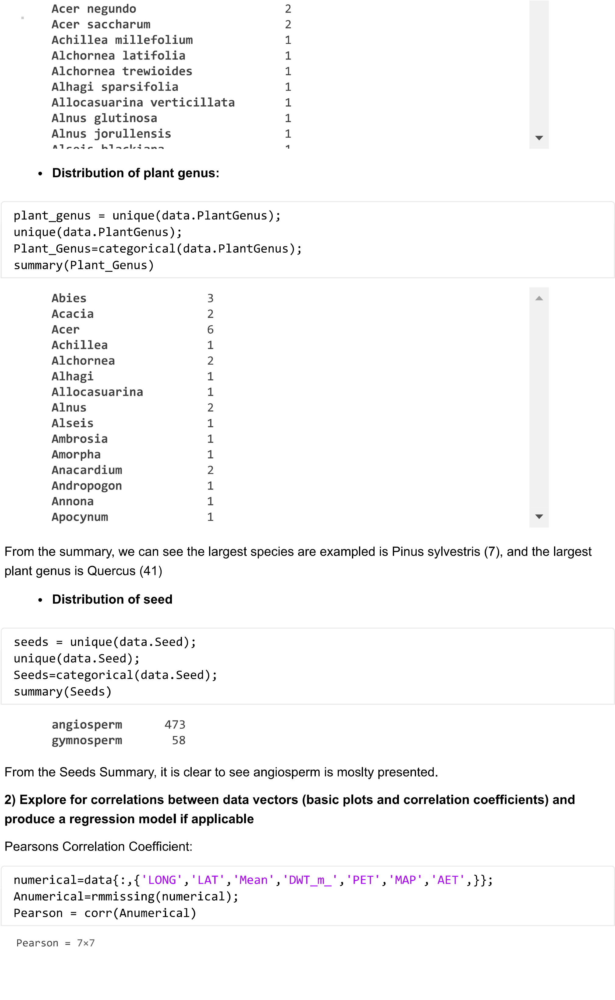 Acer negundo 2
Acer saccharum 2
Achillea millefolium 1
Alchornea latifolia 1
Alchornea trewioides 1
Alhagi sparsifolia 1
Allocasuarina verticillata 1
Alnus glutinosa 1
Alnus jorullensis 1
Alseis blackiana 1
• Distribution of plant genus:
plant_genus = unique(data.PlantGenus);
unique(data.PlantGenus);
Plant_Genus=categorical(data.PlantGenus);
summary(Plant_Genus)
Abies 3
Acacia 2
Acer 6
Achillea 1
Alchornea 2
Alhagi 1
Allocasuarina 1
Alnus 2
Alseis 1
Ambrosia 1
Amorpha 1
Anacardium 2
Andropogon 1
Annona 1
Apocynum 1
From the summary, we can see the largest species are exampled is Pinus sylvestris (7), and the largest
plant genus is Quercus (41)
• Distribution of seed
seeds = unique(data.Seed);
unique(data.Seed);
Seeds=categorical(data.Seed);
summary(Seeds)
angiosperm 473
gymnosperm 58
From the Seeds Summary, it is clear to see angiosperm is moslty presented.
2) Explore for correlations between data vectors (basic plots and correlation coefficients) and
produce a regression model if applicable
Pearsons Correlation Coefficient:
numerical=data{:,{'LONG','LAT','Mean','DWT_m_','PET','MAP','AET',}};
Anumerical=rmmissing(numerical);
Pearson = corr(Anumerical)
Pearson = 7×7